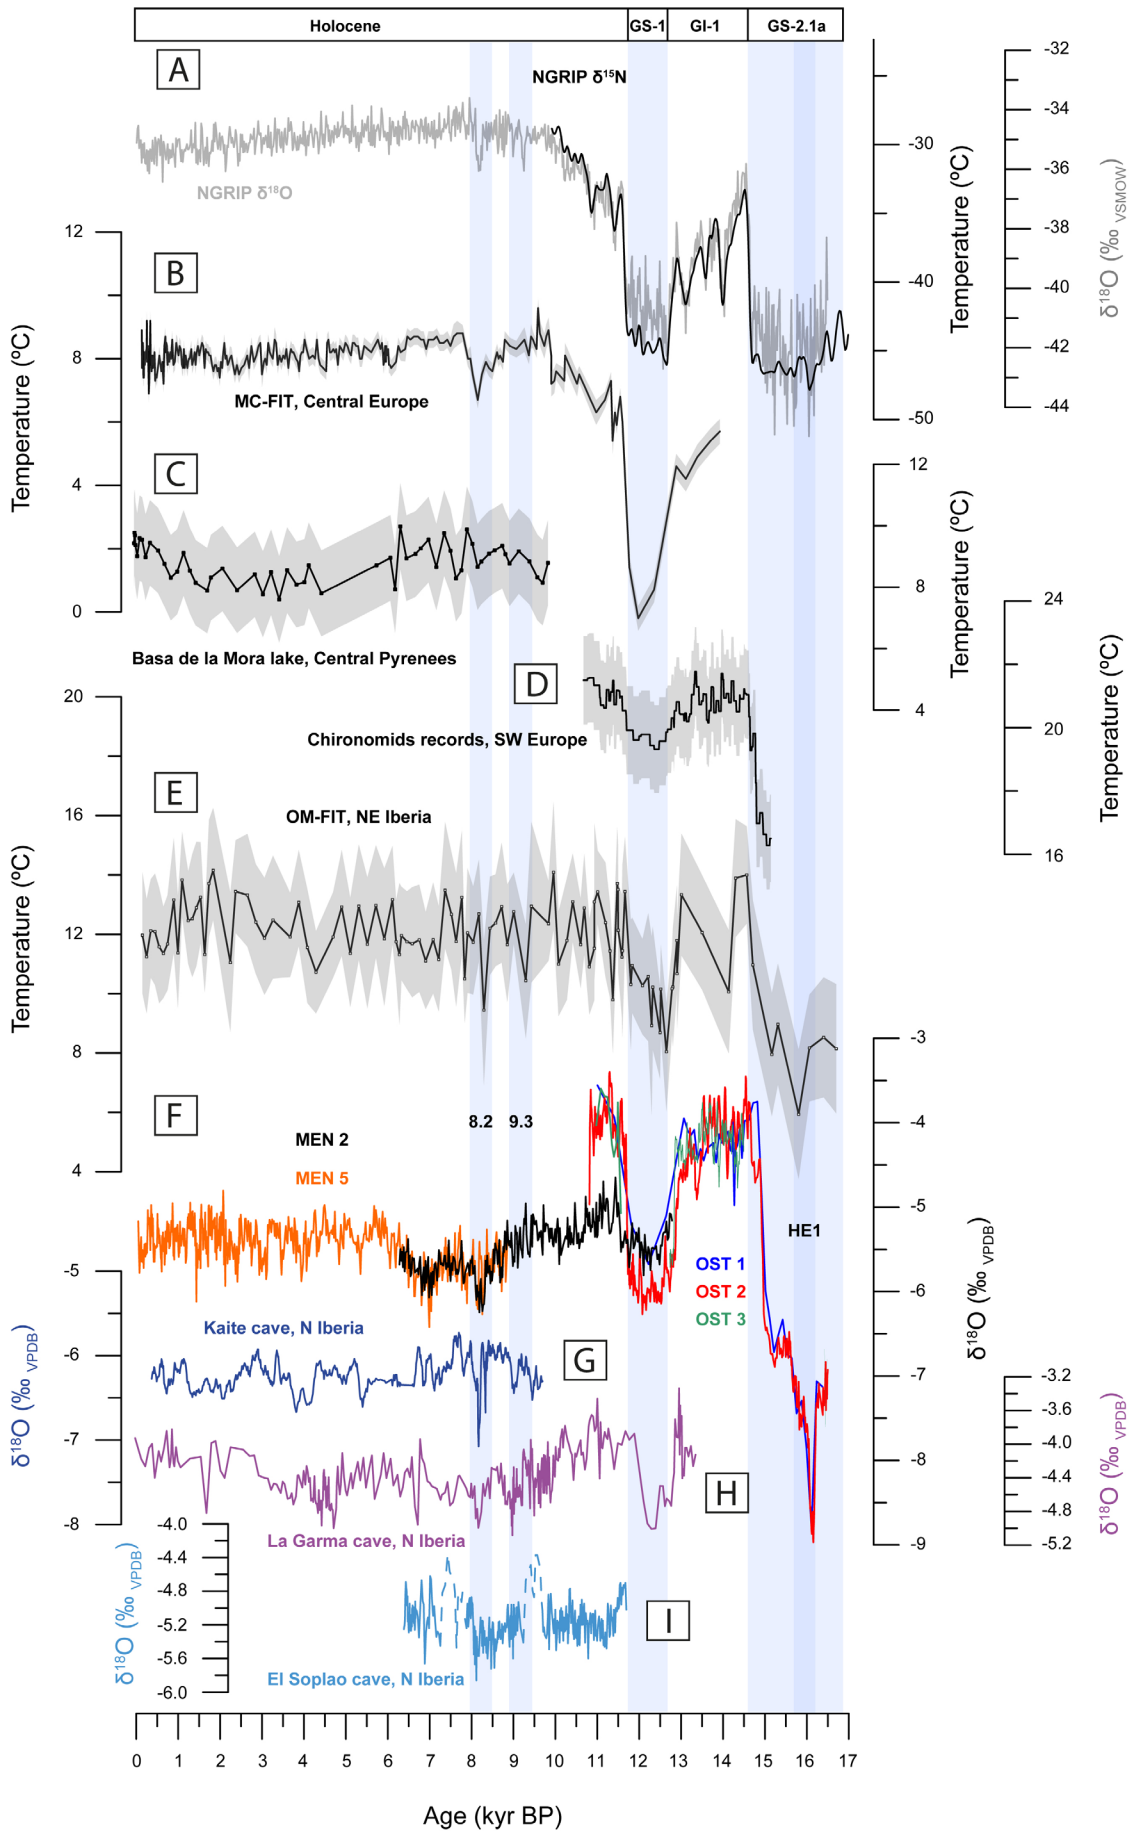 Holocene GS-1 GI-1 GS-2.1a
A
NGRIP δ¹⁵N
NGRIP δ¹⁸O
-30
-40
-50
Temperature (ºC)
-32
-34
-36
-38
-40
-42
-44
δ¹⁸O (‰ VSMOW)
B
12
8
4
0
Temperature (ºC)
MC-FIT, Central Europe
C
12
8
4
Temperature (ºC)
Basa de la Mora lake, Central Pyrenees
D
24
20
16
Temperature (ºC)
Chironomids records, SW Europe
E
20
16
12
8
4
Temperature (ºC)
OM-FIT, NE Iberia
F
8.2 9.3
MEN 2
MEN 5
HE1
OST 1
OST 2
OST 3
-3
-4
-5
-6
-7
-8
-9
δ¹⁸O (‰ VPDB)
Kaite cave, N Iberia
G
-5
-6
-7
-8
δ¹⁸O (‰ VPDB)
H
-3.2
-3.6
-4.0
-4.4
-4.8
-5.2
δ¹⁸O (‰ VPDB)
La Garma cave, N Iberia
-4.0
-4.4
-4.8
-5.2
-5.6
-6.0
δ¹⁸O (‰ VPDB)
I
El Soplao cave, N Iberia
0 1 2 3 4 5 6 7 8 9 10 11 12 13 14 15 16 17
Age (kyr BP)